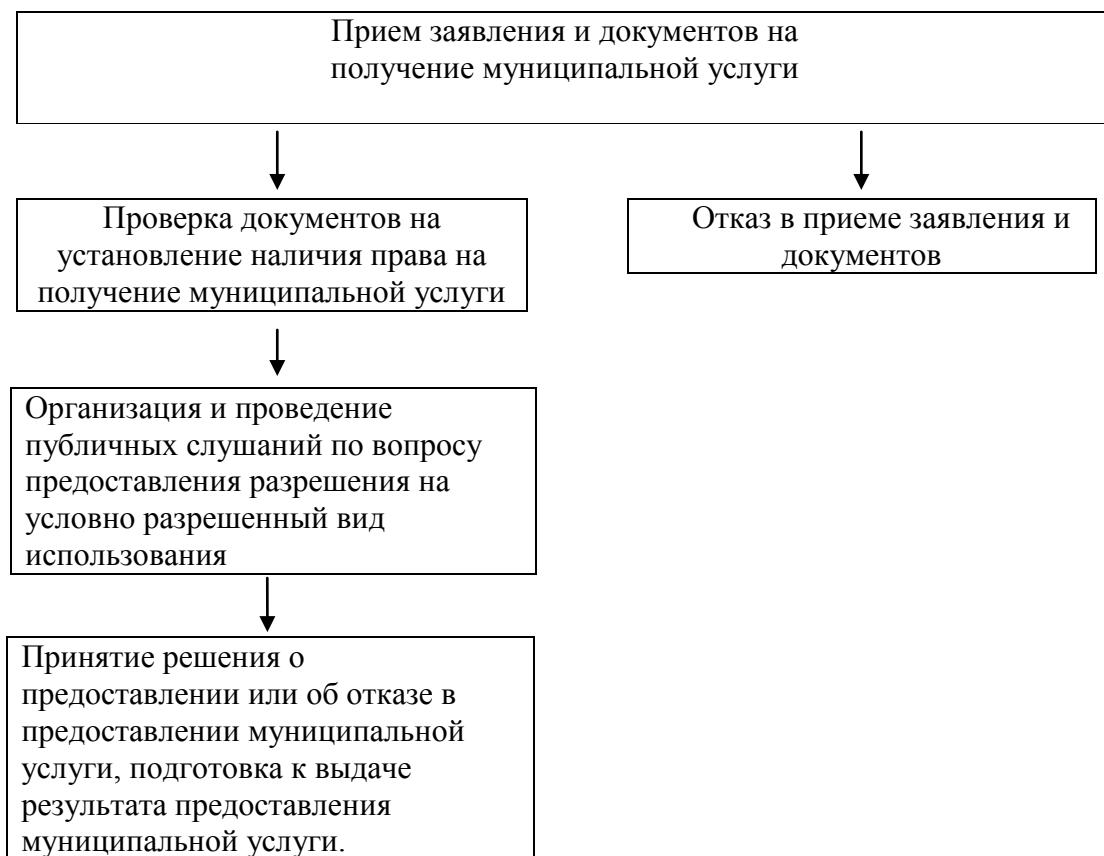 Прием заявления и документов на
получение муниципальной услуги
Проверка документов на
установление наличия права на
получение муниципальной услуги
Отказ в приеме заявления и
документов
Организация и проведение
публичных слушаний по вопросу
предоставления разрешения на
условно разрешенный вид
использования
Принятие решения о
предоставлении или об отказе в
предоставлении муниципальной
услуги, подготовка к выдаче
результата предоставления
муниципальной услуги.